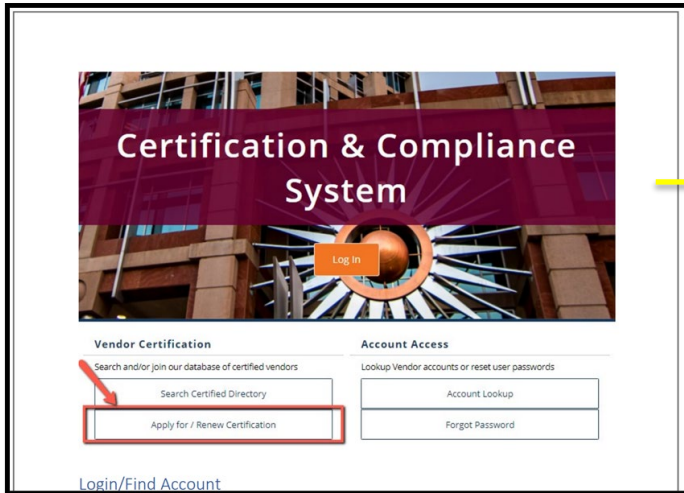 Certification & Compliance
System
Log In
Vendor Certification
Search and/or join our database of certified vendors
Search Certified Directory
Apply for / Renew Certification
Account Access
Lookup Vendor accounts or reset user passwords
Account Lookup
Forgot Password
Login/Find Account